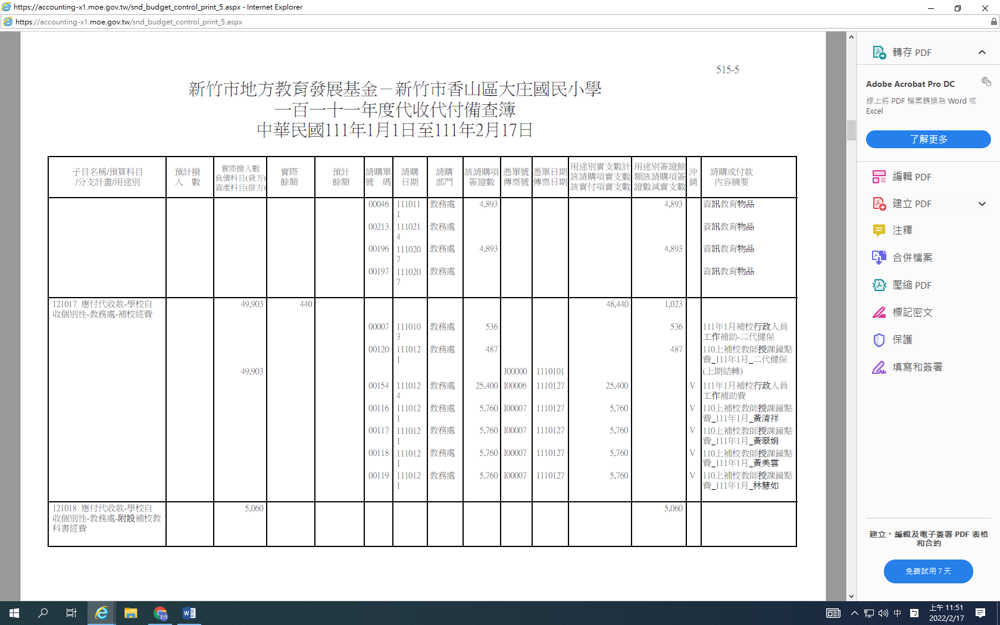 https://accounting-x1.moe.gov.tw/snd_budget_control_print_5.aspx - Internet Explorer
https://accounting-x1.moe.gov.tw/snd_budget_control_print_5.aspx
515-5
新竹市地方教育發展基金－新竹市香山區大庄國民小學
一百一十一年度代收代付備查簿
中華民國111年1月1日至111年2月17日
子目名稱/預算科目 /分支計畫/用途別 預計撥入 數 實際撥入數 負債科目(貸方) 資產科目(借方) 實際餘額 預計餘額 請購單號 碼 請購日期 請購部門 該請購項簽證數 憑單號傳票號 憑單日期傳票日期 用途別實支數計該請購項實支數該實付項實支數 用途別簽證餘額該請購項簽證數減實支數 沖銷 請購或付款內容摘要
00046 1110111 教務處 4,893 4,893 資訊教育物品
00213 1110214 教務處 資訊教育物品
00196 1110207 教務處 4,893 4,893 資訊教育物品
00197 1110207 教務處 資訊教育物品
121017 應付代收款-學校自收個別性-教務處-補校經費 49,903 440 48,440 1,023
00007 1110103 教務處 536 536 111年1月補校行政人員工作補助-二代健保
00120 1110121 教務處 487 487 110上補校教師授課鐘點費_111年1月_二代健保
49,903 J00000 1110101 (上期結轉)
00154 1110124 教務處 25,400 I00006 1110127 25,400 V 111年1月補校行政人員工作補助費
00116 1110121 教務處 5,760 I00007 1110127 5,760 V 110上補校教師授課鐘點費_111年1月_黃清祥
00117 1110121 教務處 5,760 I00007 1110127 5,760 V 110上補校教師授課鐘點費_111年1月_黃翠娟
00118 1110121 教務處 5,760 I00007 1110127 5,760 V 110上補校教師授課鐘點費_111年1月_黃美雲
00119 1110121 教務處 5,760 I00007 1110127 5,760 V 110上補校教師授課鐘點費_111年1月_林慧如
121018 應付代收款-學校自收個別性-教務處-附設補校教科書經費 5,060 5,060
轉存 PDF
Adobe Acrobat Pro DC
線上將 PDF 檔案轉換為 Word 或
Excel
了解更多
編輯 PDF
建立 PDF
注釋
合併檔案
壓縮 PDF
標記密文
保護
填寫和簽署
建立、編輯及電子簽署 PDF 表格
和合約
免費試用 7 天
主任
中
ㄅ
上午 11:51
2022/2/17